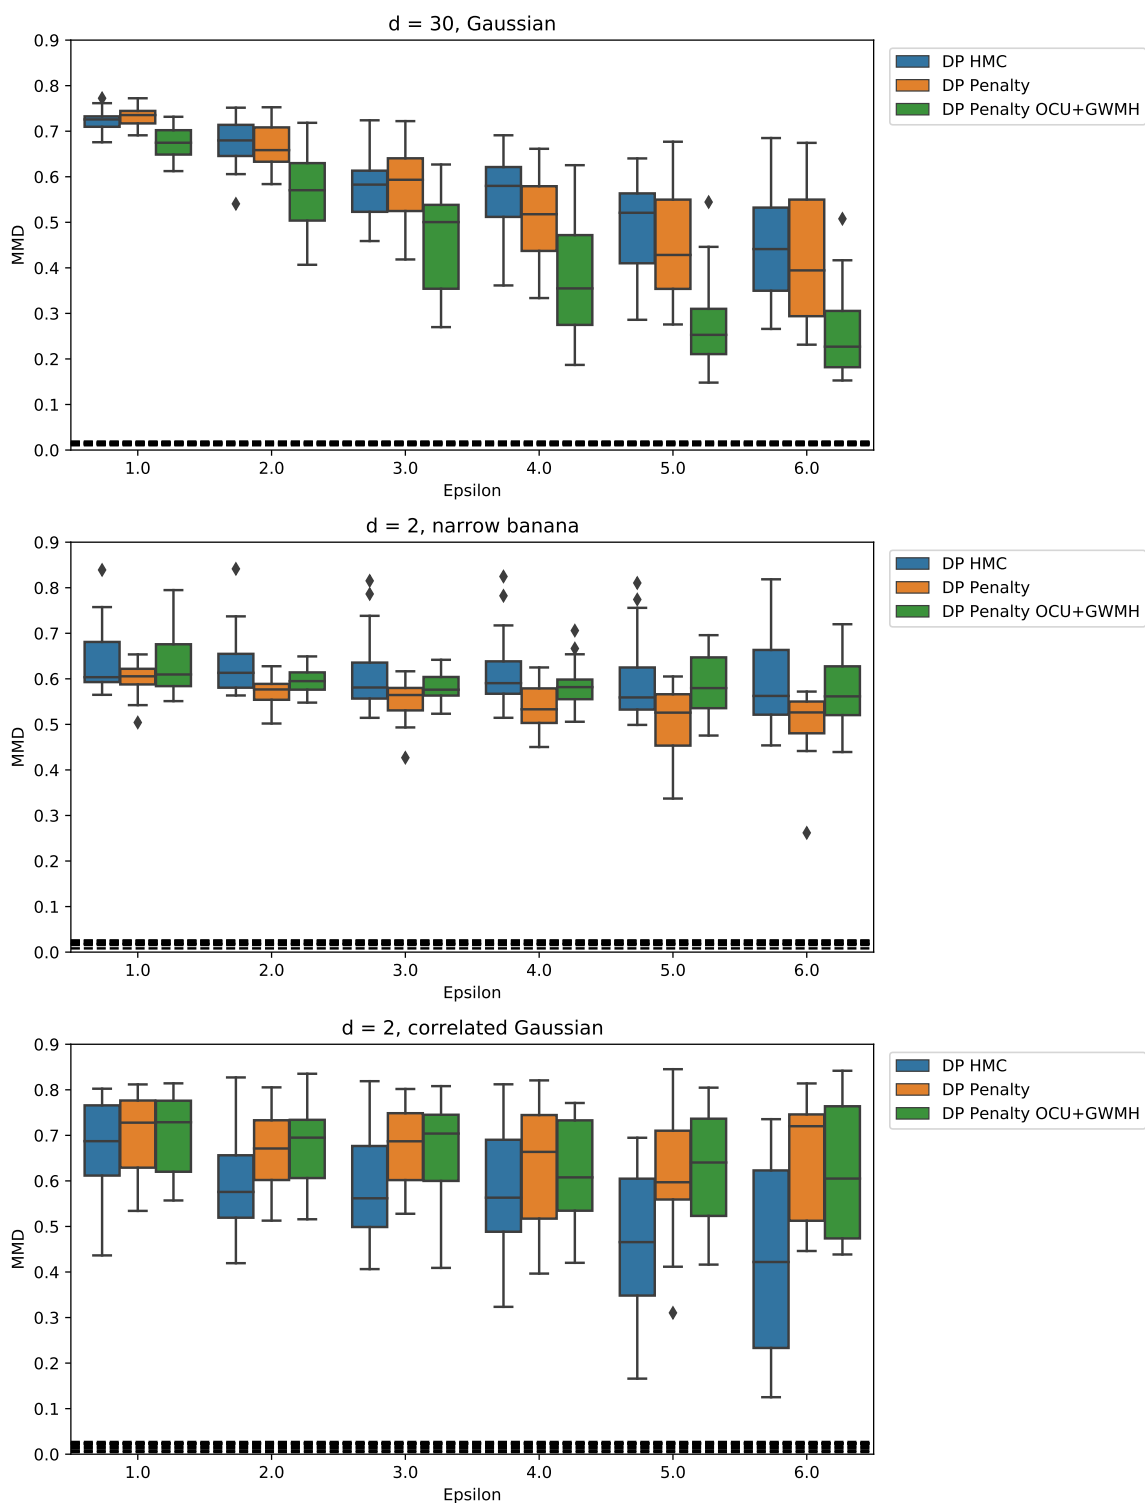 d = 30, Gaussian
0.9
0.8
0.7
0.6
0.5
0.4
0.3
0.2
0.1
0.0
MMD
1.0 2.0 3.0 4.0 5.0 6.0
Epsilon
DP HMC
DP Penalty
DP Penalty OCU+GWMH
d = 2, narrow banana
0.9
0.8
0.7
0.6
0.5
0.4
0.3
0.2
0.1
0.0
MMD
1.0 2.0 3.0 4.0 5.0 6.0
Epsilon
DP HMC
DP Penalty
DP Penalty OCU+GWMH
d = 2, correlated Gaussian
0.9
0.8
0.7
0.6
0.5
0.4
0.3
0.2
0.1
0.0
MMD
1.0 2.0 3.0 4.0 5.0 6.0
Epsilon
DP HMC
DP Penalty
DP Penalty OCU+GWMH